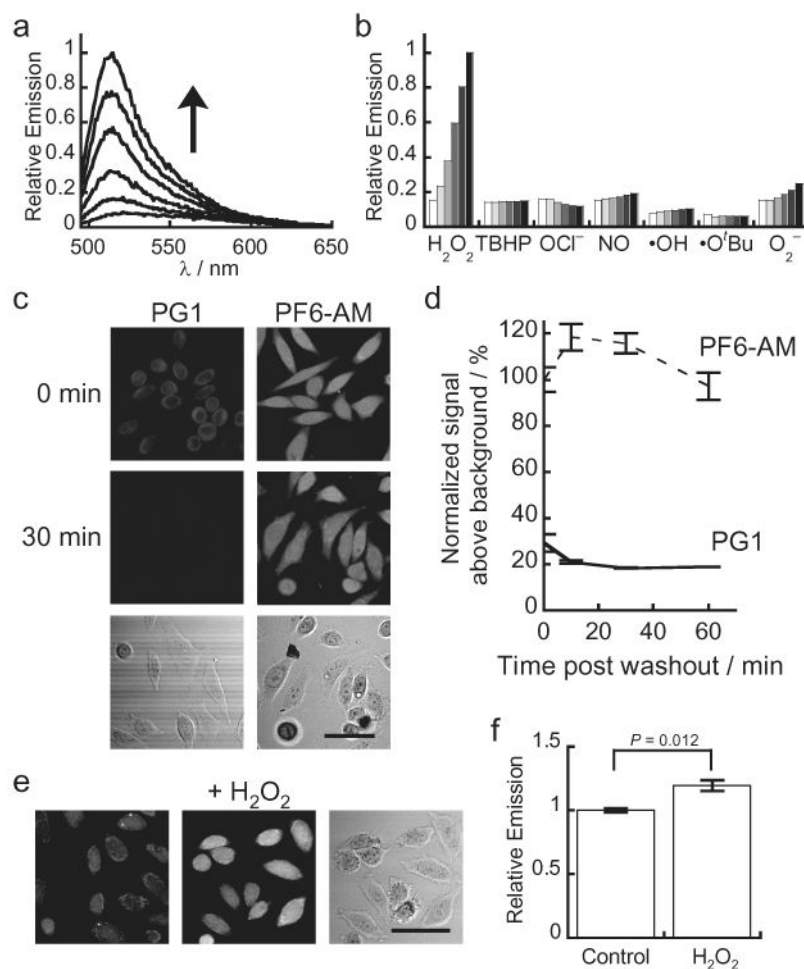 a
Relative Emission
1
0.8
0.6
0.4
0.2
0
500 550 600 650
λ / nm
b
Relative Emission
1
0.8
0.6
0.4
0.2
0
H₂O₂ TBHP OCl⁻ NO •OH •OᵗBu O₂⁻
c
PG1 PF6-AM
0 min
30 min
d
Normalized signal
above background / %
120
100
80
60
40
20
0
PF6-AM
PG1
0 20 40 60
Time post washout / min
e
+ H₂O₂
f
Relative Emission
1.5
1
0.5
0
P = 0.012
Control H₂O₂